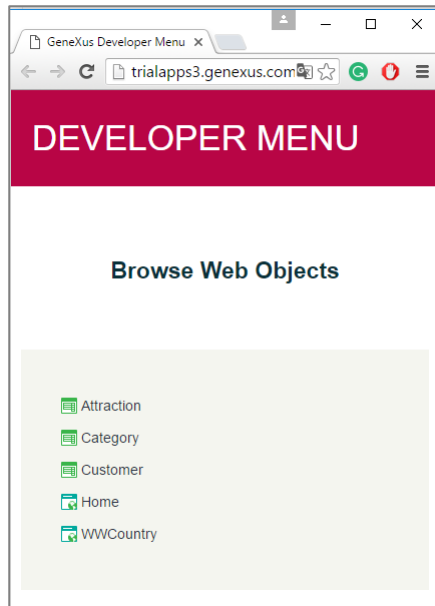 GeneXus Developer Menu
trialapps3.genexus.com
DEVELOPER MENU
Browse Web Objects
Attraction
Category
Customer
Home
WWCountry